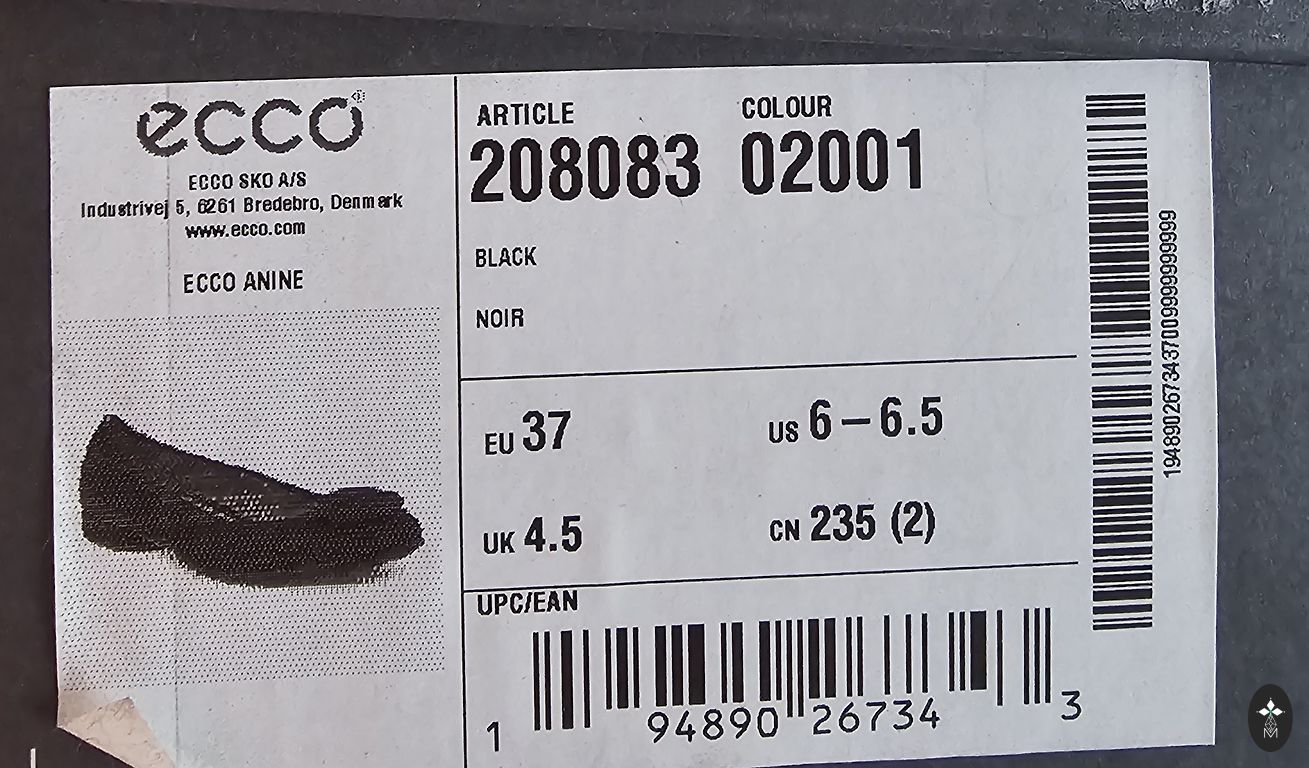 ecco
ECCO SKO A/S
Industrivej 5, 6261 Bredebro, Denmark
www.ecco.com
ECCO ANINE
ARTICLE COLOUR
208083 02001
BLACK
NOIR
EU 37 US 6 – 6.5
UK 4.5 CN 235 (2)
UPC/EAN
1 94890 26734 3